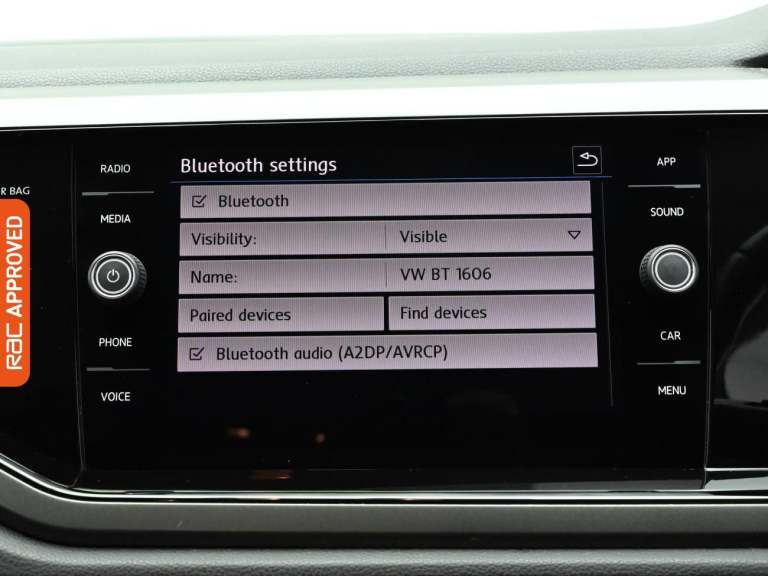 RADIO
MEDIA
PHONE
VOICE
R BAG
RAC APPROVED
Bluetooth settings
Bluetooth
Visibility: Visible
Name: VW BT 1606
Paired devices Find devices
Bluetooth audio (A2DP/AVRCP)
APP
SOUND
CAR
MENU